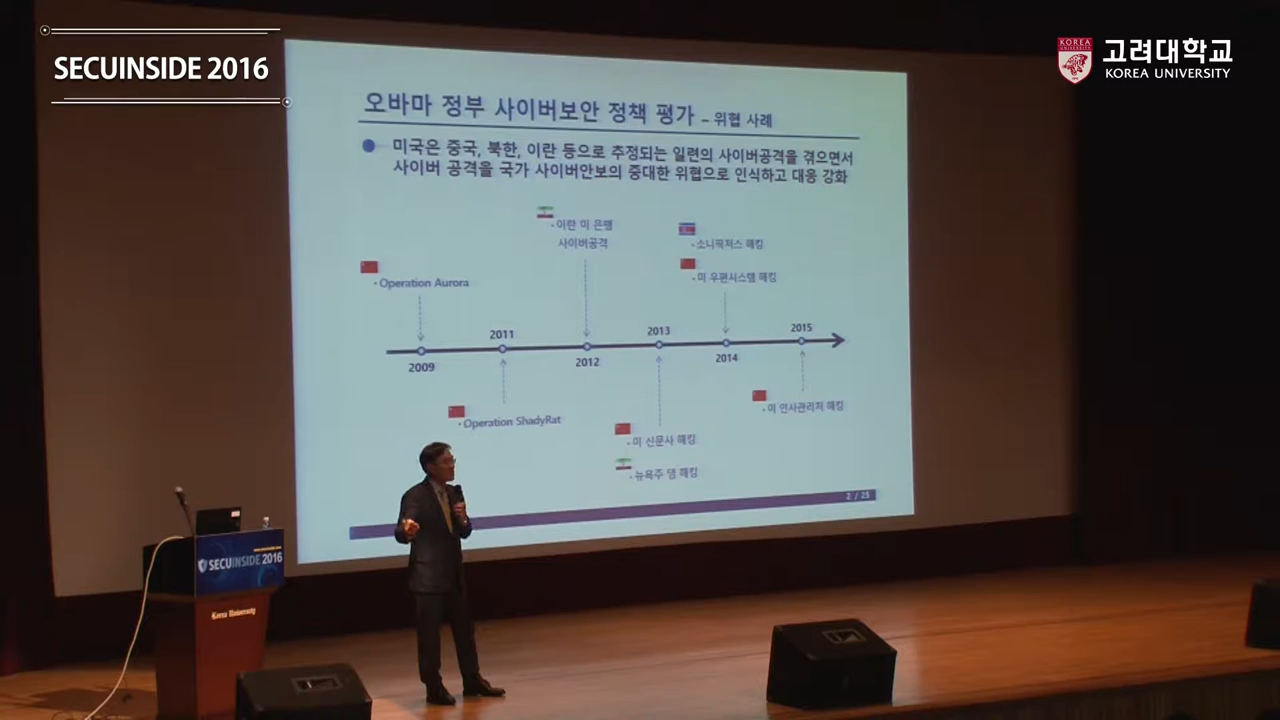 SECUINSIDE 2016
KOREA
고려대학교
KOREA UNIVERSITY
오바마 정부 사이버보안 정책 평가 – 위협 사례
미국은 중국, 북한, 이란 등으로 추정되는 일련의 사이버공격을 겪으면서
사이버 공격을 국가 사이버안보의 중대한 위협으로 인식하고 대응 강화
• 이란 미 은행
사이버공격
• 소니픽처스 해킹
• 미 우편시스템 해킹
• Operation Aurora
2011
2013
2015
2009
2012
2014
• Operation ShadyRat
• 미 인사관리처 해킹
• 미 신문사 해킹
• 뉴욕주 댐 해킹
2 / 25
SECUINSIDE 2016
Korea University